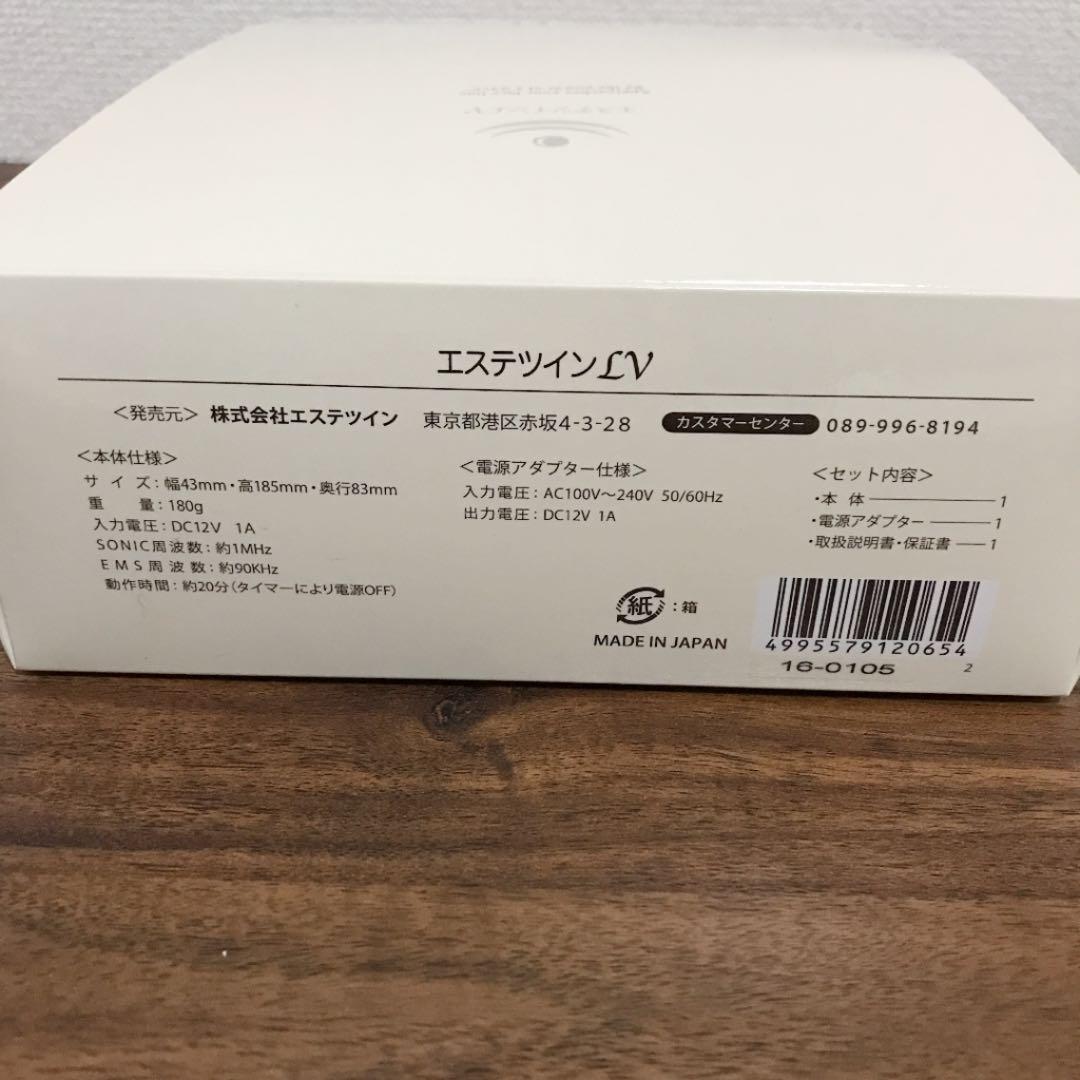 エステツインLV
エステツインLV
<発売元> 株式会社エステツイン 東京都港区赤坂4-3-28 カスタマーセンター 089-996-8194
<本体仕様>
サイズ:幅43mm・高185mm・奥行83mm
重量:180g
入力電圧:DC12V 1A
SONIC周波数:約1MHz
EMS周波数:約90KHz
動作時間:約20分(タイマーにより電源OFF)
<電源アダプター仕様>
入力電圧:AC100V~240V 50/60Hz
出力電圧:DC12V 1A
<セット内容>
・本体 1
・電源アダプター 1
・取扱説明書・保証書 1
紙:箱
MADE IN JAPAN
4995579120654
16-0105 2